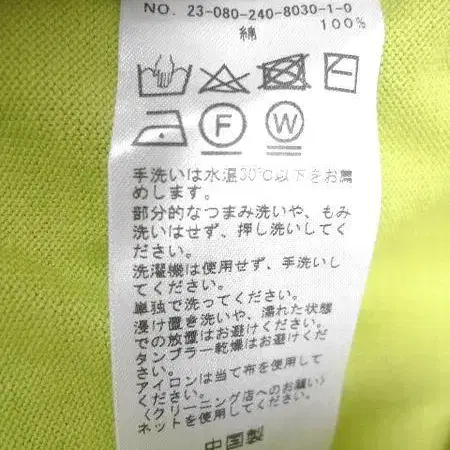 NO. 23-080-240-8030-1-0
綿 100%
F W
手洗いは水温30℃以下をお薦
めします。
部分的なつまみ洗いや、もみ
洗いはせず、押し洗いしてく
ださい。
洗濯機は使用せず、手洗いし
てください。
単独で洗ってください。
浸け置き洗いや、濡れた状態
での放置はお避けください。
タンブラー乾燥はお避けください。
アイロンは当て布を使用して
〈クリーニング店へのお願い〉
ネットを使用してください。
中国製